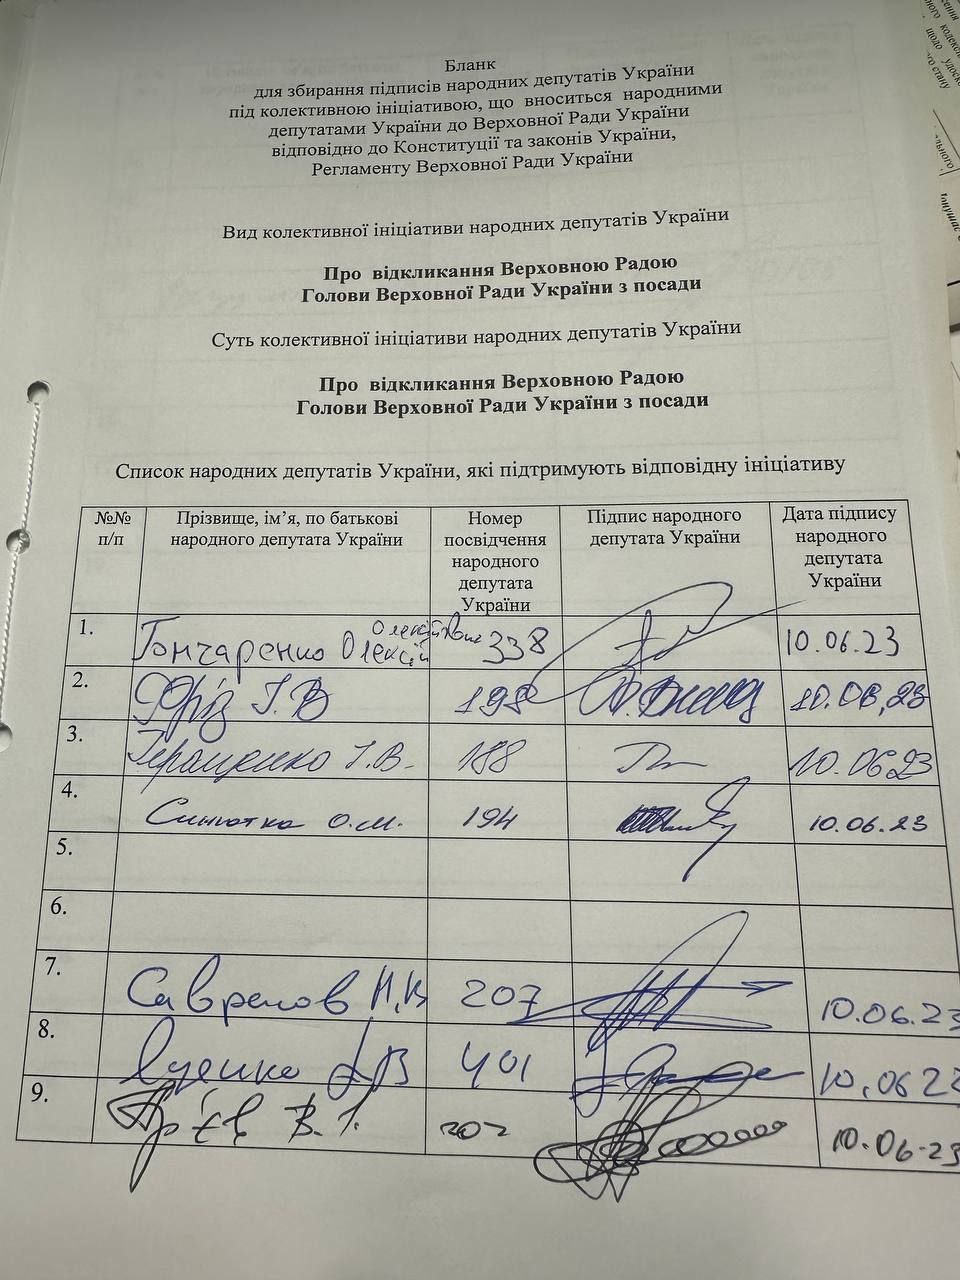 Бланк
для збирання підписів народних депутатів України
під колективною ініціативою, що вноситься народними
депутатами України до Верховної Ради України
відповідно до Конституції та законів України,
Регламенту Верховної Ради України
Вид колективної ініціативи народних депутатів України
Про відкликання Верховною Радою
Голови Верховної Ради України з посади
Суть колективної ініціативи народних депутатів України
Про відкликання Верховною Радою
Голови Верховної Ради України з посади
Список народних депутатів України, які підтримують відповідну ініціативу
№№ п/п
Прізвище, ім’я, по батькові народного депутата України
Номер посвідчення народного депутата України
Підпис народного депутата України
Дата підпису народного депутата України
1. Гончаренко Олексій Олексійович 338 10.06.23
2. Фріз І.В 198 10.06.23
3. Геращенко І.В. 188 10.06.23
4. Синютка О.М. 194 10.06.23
5.
6.
7. 207 10.06.23
8. 401 10.06 23
9. Ар'єв В.І. 202 10.06.23